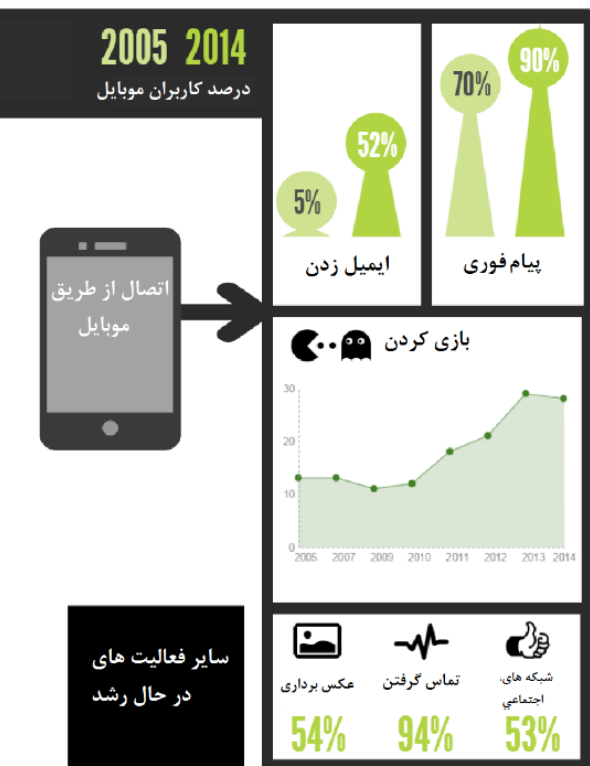 2005 2014
درصد کاربران موبایل
5%
52%
ایمیل زدن
70%
90%
پیام فوری
اتصال از طریق
موبایل
بازی کردن
30
20
10
0
2005 2007 2009 2010 2011 2012 2013 2014
سایر فعالیت های
در حال رشد
شبکه های،
اجتماعي
53%
تماس گرفتن
94%
عکس برداری
54%